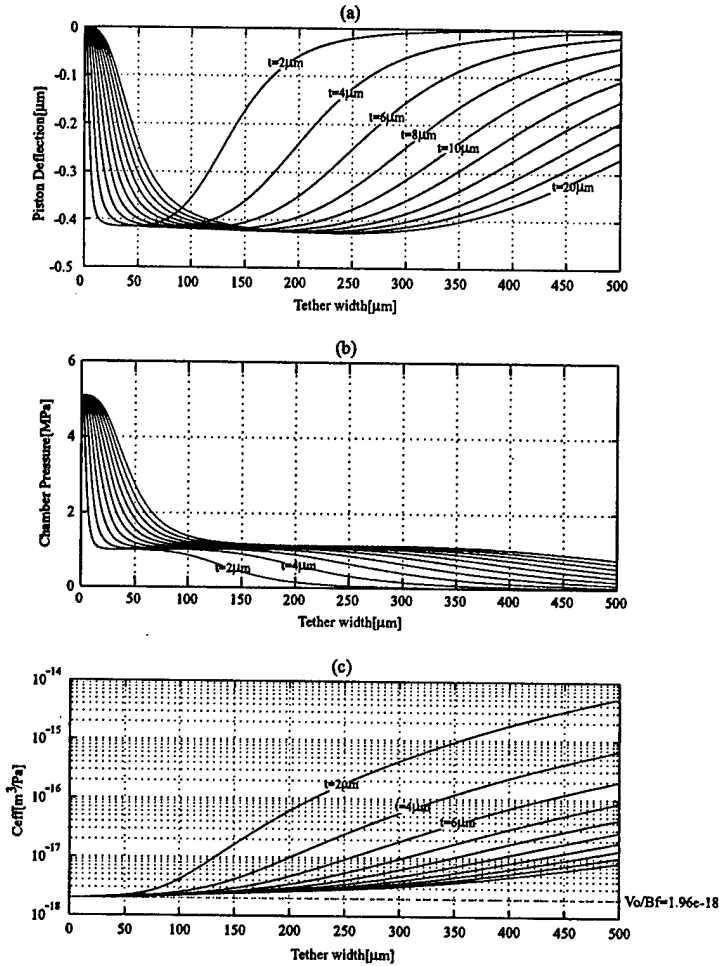 (a)
0
-0.1
-0.2
-0.3
-0.4
-0.5
Piston Deflection[μm]
t=2μm
t=4μm
t=6μm
t=8μm
t=10μm
t=20μm
0 50 100 150 200 250 300 350 400 450 500
Tether width[μm]
(b)
6
4
2
0
Chamber Pressure[MPa]
t=2μm
t=4μm
0 50 100 150 200 250 300 350 400 450 500
Tether width[μm]
(c)
10⁻¹⁴
10⁻¹⁵
10⁻¹⁶
10⁻¹⁷
10⁻¹⁸
Ceff[m³/Pa]
t=2μm
t=4μm
t=6μm
Vo/Bf=1.96e-18
0 50 100 150 200 250 300 350 400 450 500
Tether width[μm]